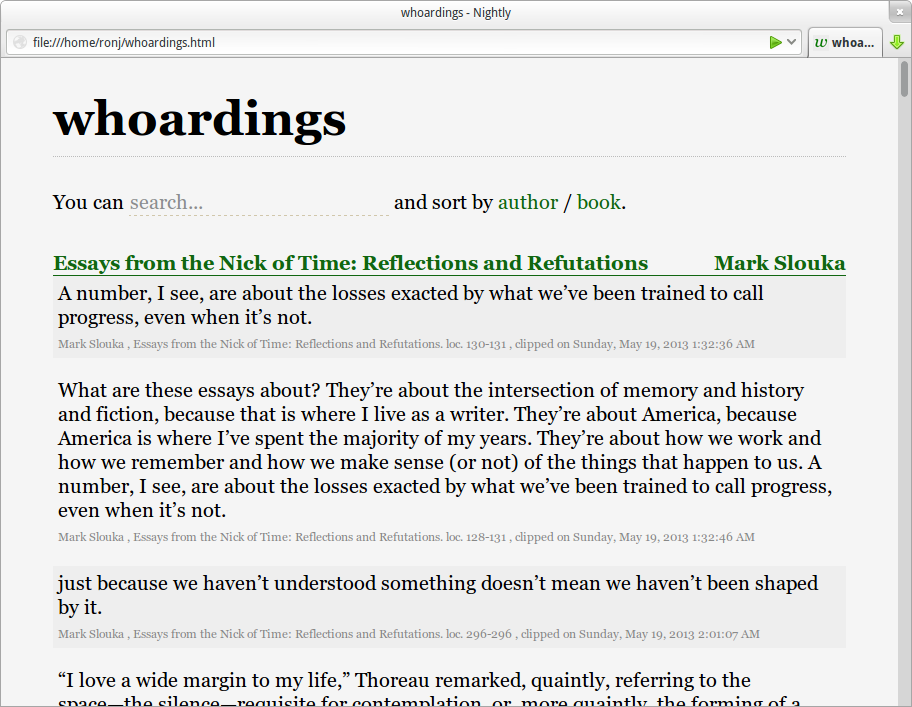 whoardings - Nightly
file:///home/ronj/whoardings.html
w whoa...
whoardings
You can search... and sort by author / book.
Essays from the Nick of Time: Reflections and Refutations Mark Slouka
A number, I see, are about the losses exacted by what we’ve been trained to call
progress, even when it’s not.
Mark Slouka , Essays from the Nick of Time: Reflections and Refutations. loc. 130-131 , clipped on Sunday, May 19, 2013 1:32:36 AM
What are these essays about? They’re about the intersection of memory and history
and fiction, because that is where I live as a writer. They’re about America, because
America is where I’ve spent the majority of my years. They’re about how we work and
how we remember and how we make sense (or not) of the things that happen to us. A
number, I see, are about the losses exacted by what we’ve been trained to call progress,
even when it’s not.
Mark Slouka , Essays from the Nick of Time: Reflections and Refutations. loc. 128-131 , clipped on Sunday, May 19, 2013 1:32:46 AM
just because we haven’t understood something doesn’t mean we haven’t been shaped
by it.
Mark Slouka , Essays from the Nick of Time: Reflections and Refutations. loc. 296-296 , clipped on Sunday, May 19, 2013 2:01:07 AM
“I love a wide margin to my life,” Thoreau remarked, quaintly, referring to the
space—the silence—requisite for contemplation, or, more quaintly, the forming of a